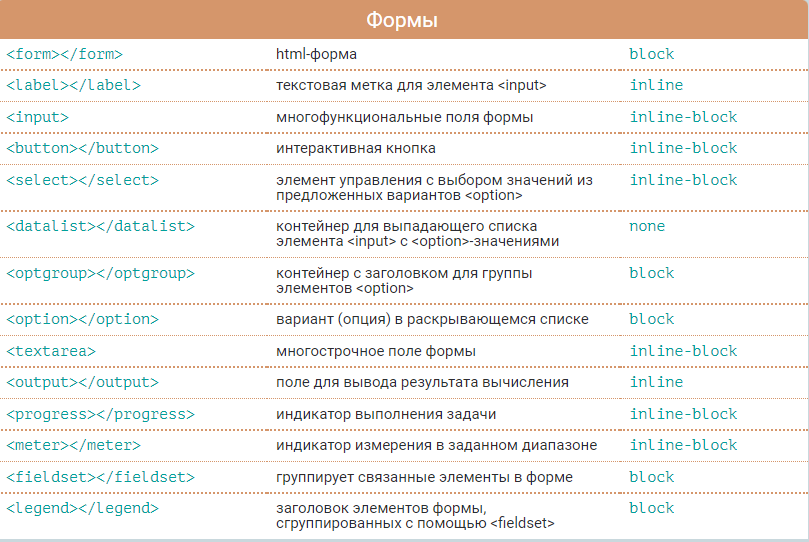 Формы
<form></form> html-форма block
<label></label> текстовая метка для элемента <input> inline
<input> многофункциональные поля формы inline-block
<button></button> интерактивная кнопка inline-block
<select></select> элемент управления с выбором значений из inline-block
предложенных вариантов <option>
<datalist></datalist> контейнер для выпадающего списка none
элемента <input> с <option>-значениями
<optgroup></optgroup> контейнер с заголовком для группы block
элементов <option>
<option></option> вариант (опция) в раскрывающемся списке block
<textarea> многострочное поле формы inline-block
<output></output> поле для вывода результата вычисления inline
<progress></progress> индикатор выполнения задачи inline-block
<meter></meter> индикатор измерения в заданном диапазоне inline-block
<fieldset></fieldset> группирует связанные элементы в форме block
<legend></legend> заголовок элементов формы, block
сгруппированных с помощью <fieldset>